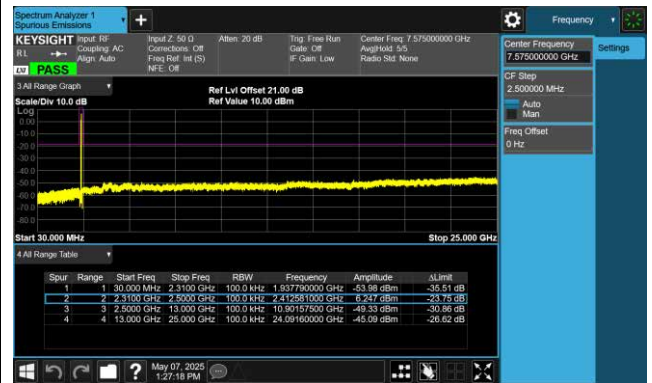 Spectrum Analyzer 1
Spurious Emissions
Frequency
KEYSIGHT
Input: RF
Coupling: AC
Align: Auto
Input Z: 50 Ω
Corrections: Off
Freq Ref: Int (S)
NFE: Off
Atten: 20 dB
Trig: Free Run
Gate: Off
IF Gain: Low
Center Freq: 7.575000000 GHz
Avg|Hold: 5/5
Radio Std: None
RL
LXI
PASS
Center Frequency
7.575000000 GHz
Settings
CF Step
2.500000 MHz
Auto
Man
Freq Offset
0 Hz
3 All Range Graph
Scale/Div 10.0 dB
Ref Lvl Offset 21.00 dB
Ref Value 10.00 dBm
Log
0.00
-10.0
-20.0
-30.0
-40.0
-50.0
-60.0
-70.0
-80.0
Start 30.000 MHz
Stop 25.000 GHz
4 All Range Table
Spur Range Start Freq Stop Freq RBW Frequency Amplitude ΔLimit
1 1 30.000 MHz 2.3100 GHz 100.0 kHz 1.937790000 GHz -53.98 dBm -35.51 dB
2 2 2.3100 GHz 2.5000 GHz 100.0 kHz 2.412581000 GHz 6.247 dBm -23.75 dB
3 3 2.5000 GHz 13.000 GHz 100.0 kHz 10.90157500 GHz -49.33 dBm -30.86 dB
4 4 13.000 GHz 25.000 GHz 100.0 kHz 24.09160000 GHz -45.09 dBm -26.62 dB
?
May 07, 2025
1:27:18 PM